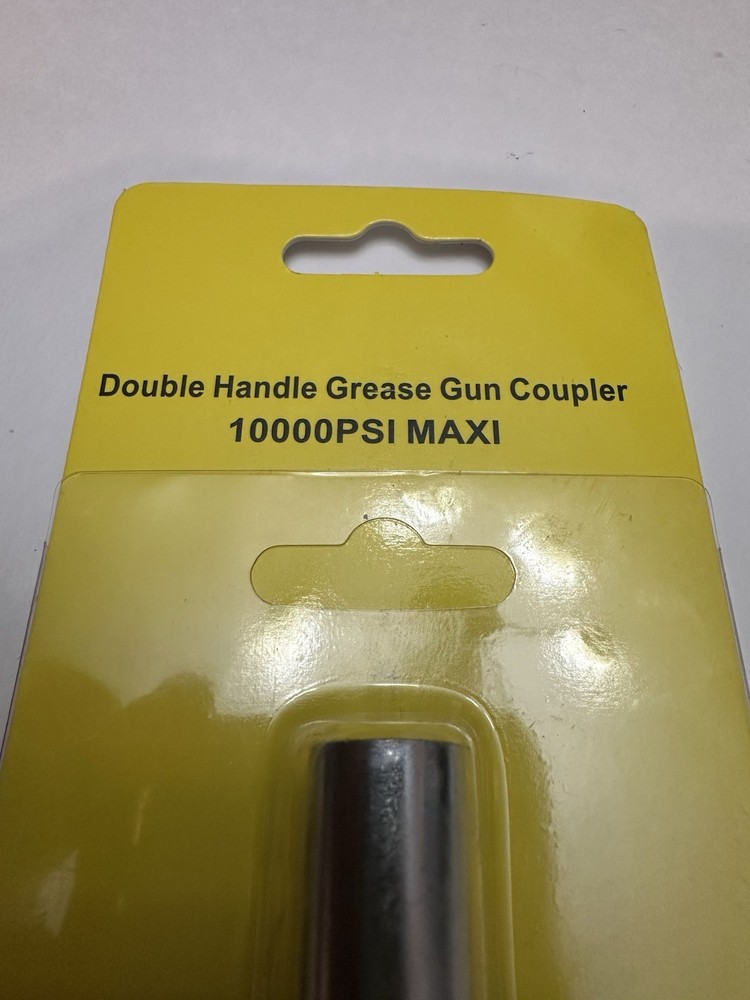 Double Handle Grease Gun Coupler
10000PSI MAXI